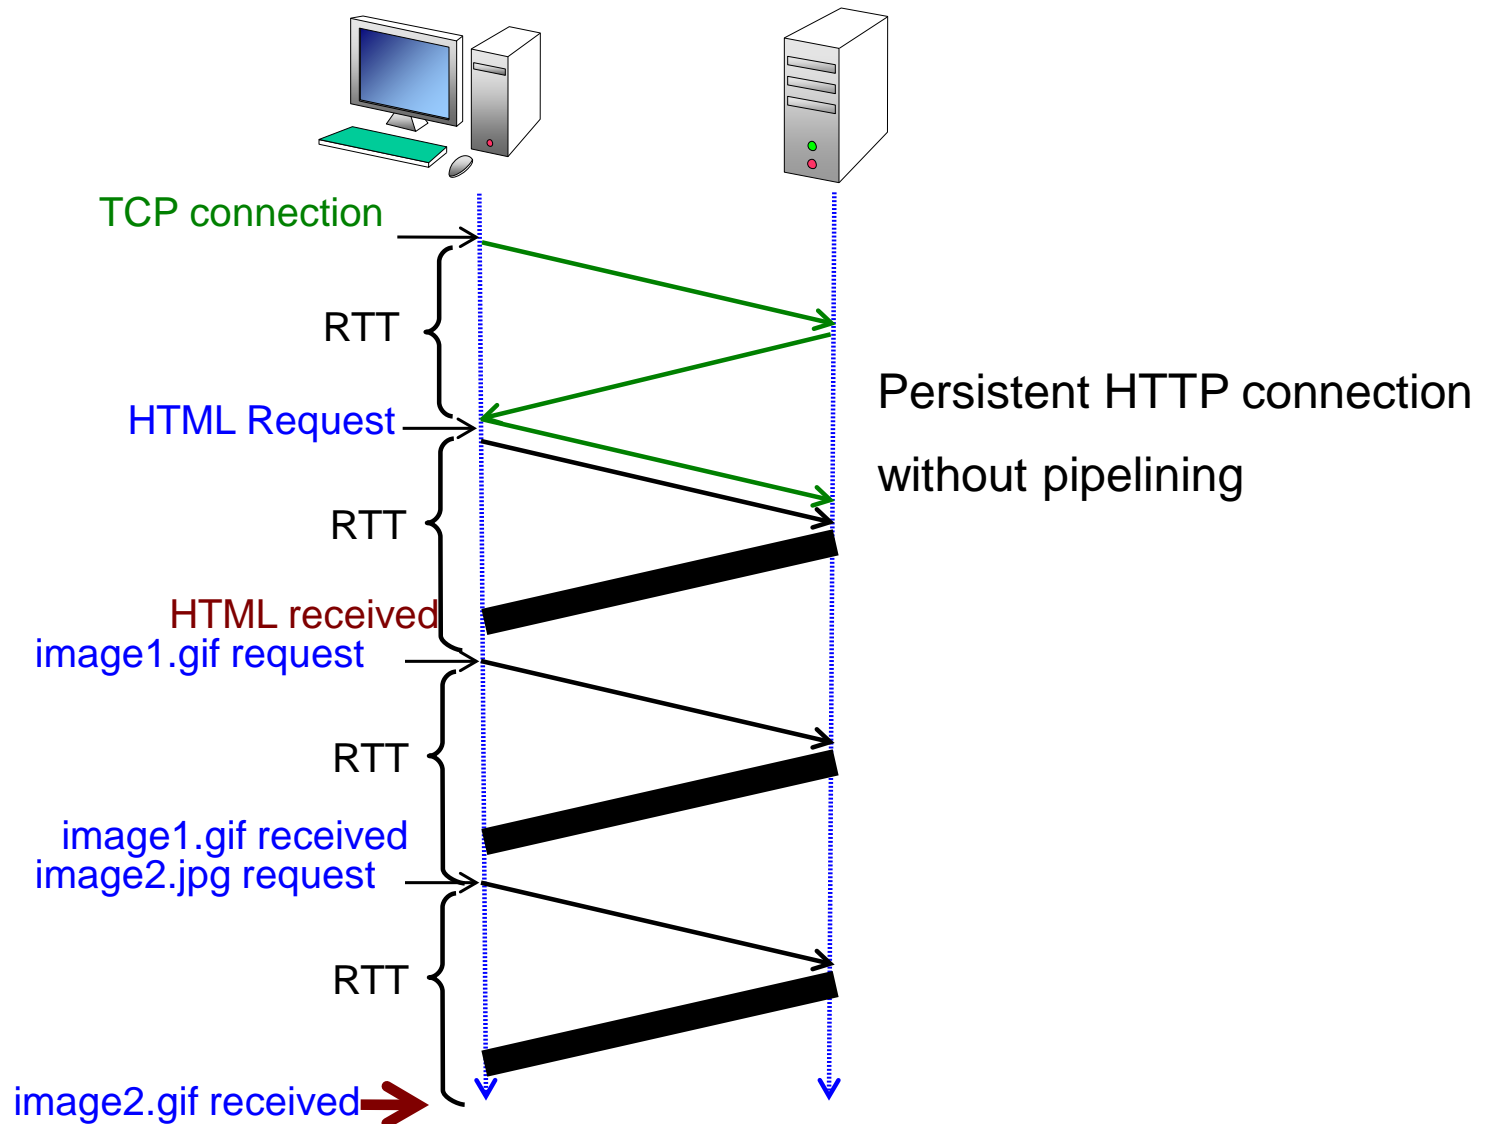 TCP connection
RTT
Persistent HTTP connection
without pipelining
HTML Request
RTT
HTML received
image1.gif request
RTT
image1.gif received
image2.jpg request
RTT
image2.gif received